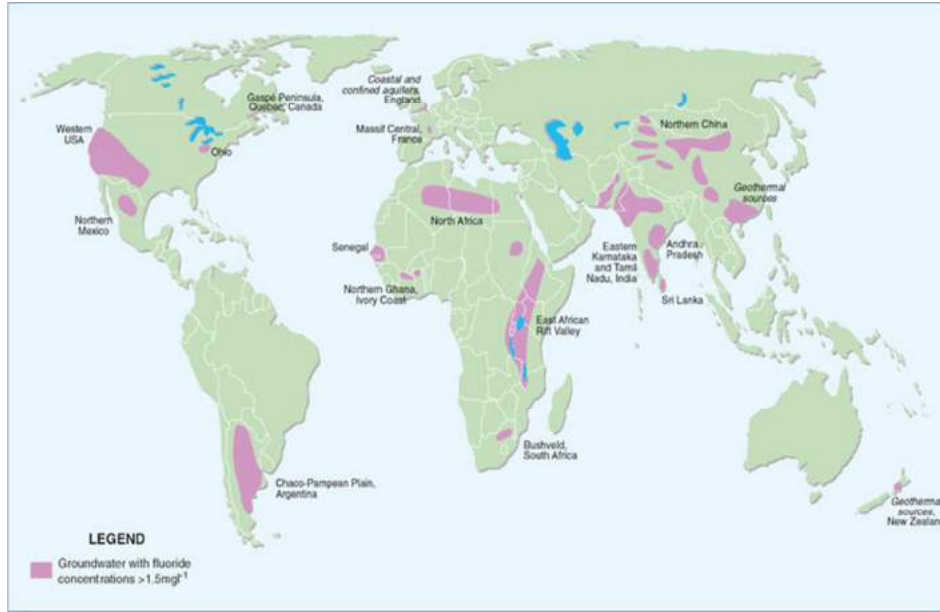 Coastal and
confined aquifers,
England
Gaspé Peninsula,
Quebec, Canada
Western
USA
Massif Central,
France
Northern China
Ohio
Geothermal
sources
Northern
Mexico
North Africa
Senegal
Eastern
Karnataka
and Tamil
Nadu, India
Andhra
Pradesh
Northern Ghana,
Ivory Coast
Sri Lanka
East African
Rift Valley
Bushveld,
South Africa
Chaco-Pampean Plain,
Argentina
Geothermal
sources,
New Zealan
LEGEND
Groundwater with fluoride
concentrations >1.5mgl-1